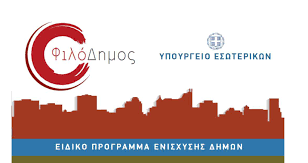 ΦιλόΔημος
ΥΠΟΥΡΓΕΙΟ ΕΣΩΤΕΡΙΚΩΝ
ΕΙΔΙΚΟ ΠΡΟΓΡΑΜΜΑ ΕΝΙΣΧΥΣΗΣ ΔΗΜΩΝ